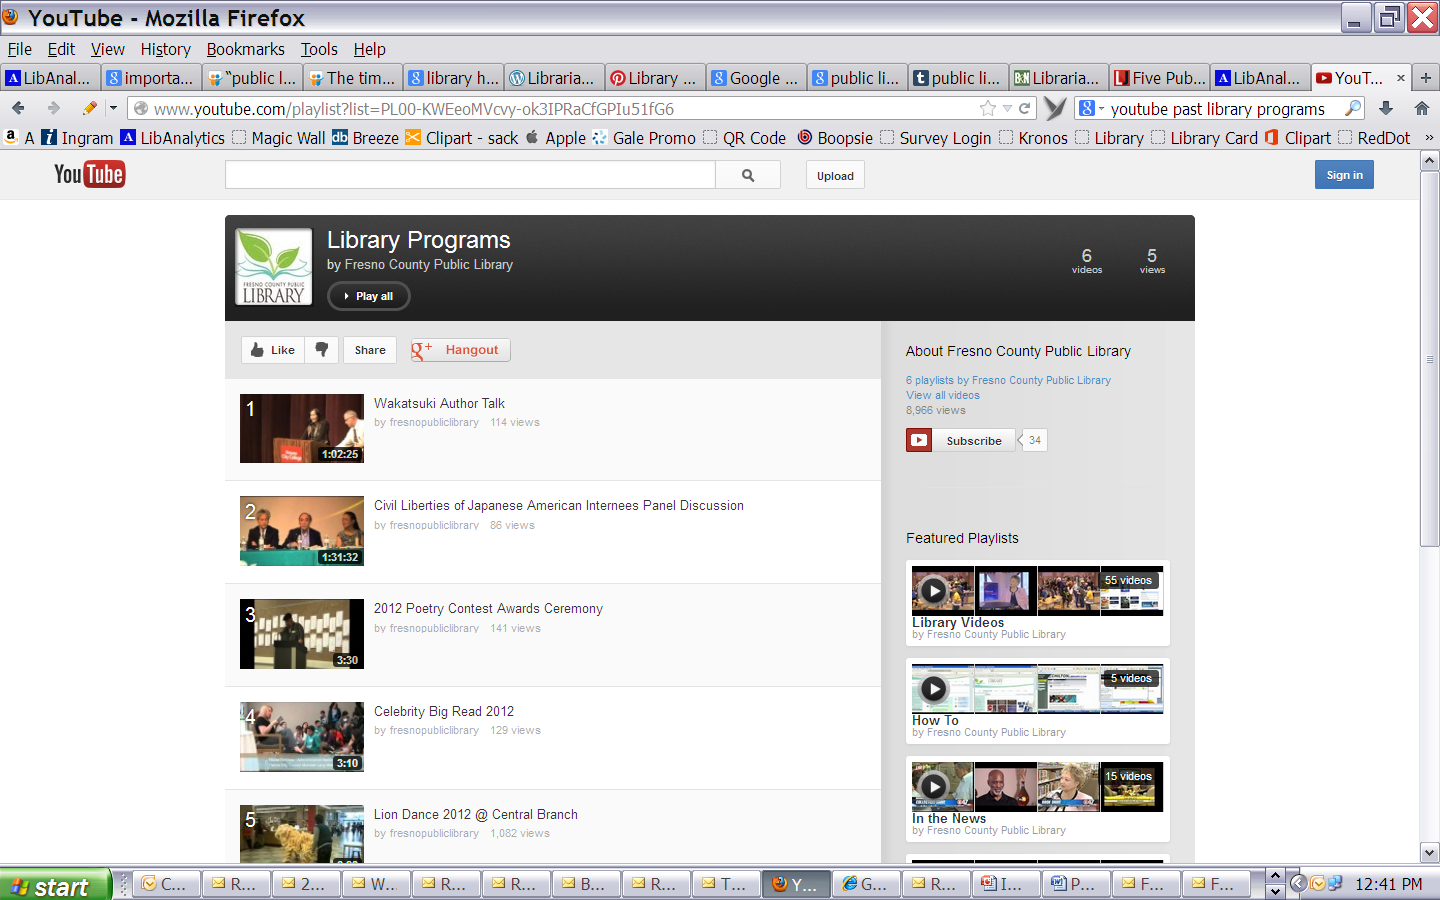 YouTube - Mozilla Firefox
File Edit View History Bookmarks Tools Help
LibAnal... importa... “public l... The tim... library h... Libraria... Library ... Google ... public li... public li... Libraria... Five Pub... LibAnal... YouT...
www.youtube.com/playlist?list=PL00-KWEeoMVcvy-ok3IPRaCfGPIu51fG6 youtube past library programs
A Ingram LibAnalytics Magic Wall Breeze Clipart - sack Apple Gale Promo QR Code Boopsie Survey Login Kronos Library Library Card Clipart RedDot »
YouTube Upload Sign in
Library Programs
by Fresno County Public Library
Play all
FRESNO COUNTY PUBLIC
LIBRARY
6 videos
5 views
Like Share g+ Hangout
1 Wakatsuki Author Talk
by fresnopubliclibrary 114 views
1:02:25
2 Civil Liberties of Japanese American Internees Panel Discussion
by fresnopubliclibrary 86 views
1:31:32
3 2012 Poetry Contest Awards Ceremony
by fresnopubliclibrary 141 views
3:30
4 Celebrity Big Read 2012
by fresnopubliclibrary 129 views
3:10
5 Lion Dance 2012 @ Central Branch
by fresnopubliclibrary 1,082 views
About Fresno County Public Library
6 playlists by Fresno County Public Library
View all videos
8,966 views
Subscribe 34
Featured Playlists
55 videos
Library Videos
by Fresno County Public Library
5 videos
How To
by Fresno County Public Library
15 videos
In the News
by Fresno County Public Library
start C... R... 2... W... R... R... B... R... T... Y... G... R... I... P... F... F... 12:41 PM